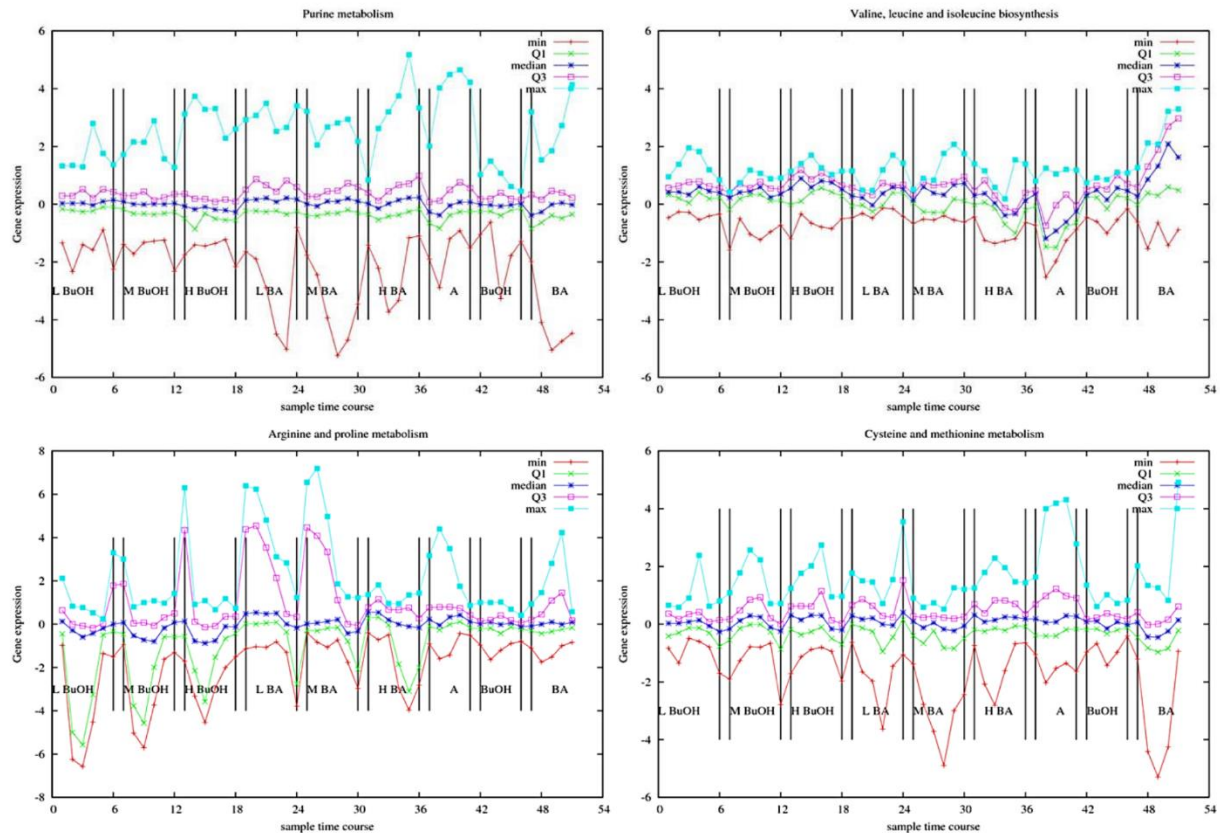 Purine metabolism
6
4
2
0
-2
-4
-6
Gene expression
min
Q1
median
Q3
max
L BuOH
M BuOH
H BuOH
L BA
M BA
H BA
A
BuOH
BA
0
6
12
18
24
30
36
42
48
54
sample time course
Valine, leucine and isoleucine biosynthesis
6
4
2
0
-2
-4
-6
Gene expression
min
Q1
median
Q3
max
L BuOH
M BuOH
H BuOH
L BA
M BA
H BA
A
BuOH
BA
0
6
12
18
24
30
36
42
48
54
sample time course
Arginine and proline metabolism
8
6
4
2
0
-2
-4
-6
-8
Gene expression
min
Q1
median
Q3
max
L BuOH
M BuOH
H BuOH
L BA
M BA
H BA
A
BuOH
BA
0
6
12
18
24
30
36
42
48
54
sample time course
Cysteine and methionine metabolism
6
4
2
0
-2
-4
-6
Gene expression
min
Q1
median
Q3
max
L BuOH
M BuOH
H BuOH
L BA
M BA
H BA
A
BuOH
BA
0
6
12
18
24
30
36
42
48
54
sample time course